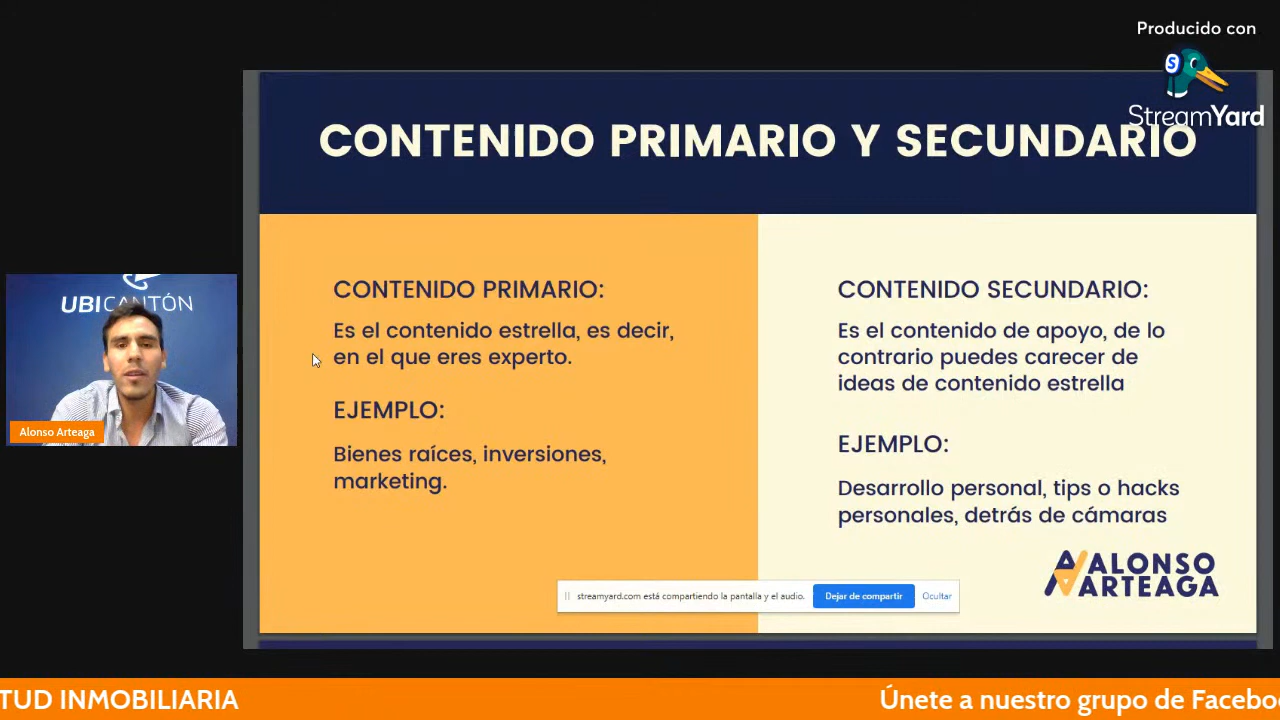 Producido con
StreamYard
CONTENIDO PRIMARIO Y SECUNDARIO
CONTENIDO PRIMARIO:
Es el contenido estrella, es decir,
en el que eres experto.
EJEMPLO:
Bienes raíces, inversiones,
marketing.
CONTENIDO SECUNDARIO:
Es el contenido de apoyo, de lo
contrario puedes carecer de
ideas de contenido estrella
EJEMPLO:
Desarrollo personal, tips o hacks
personales, detrás de cámaras
ALONSO
ARTEAGA
UBICANTÓN
Alonso Arteaga
streamyard.com está compartiendo la pantalla y el audio.
Dejar de compartir
Ocultar
TUD INMOBILIARIA
Únete a nuestro grupo de Facebo